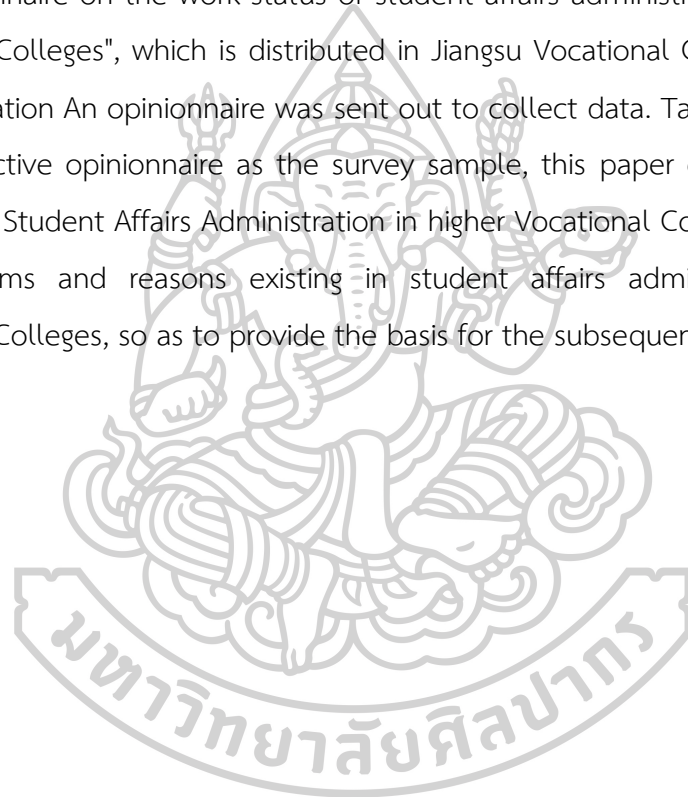 naire on the work status of student affairs administr
Colleges", which is distributed in Jiangsu Vocational
ation An opinionnaire was sent out to collect data. Ta
ctive opinionnaire as the survey sample, this paper
Student Affairs Administration in higher Vocational Co
ms and reasons existing in student affairs admi
Colleges, so as to provide the basis for the subsequen
มหาวิทยาลัยศิลปากร